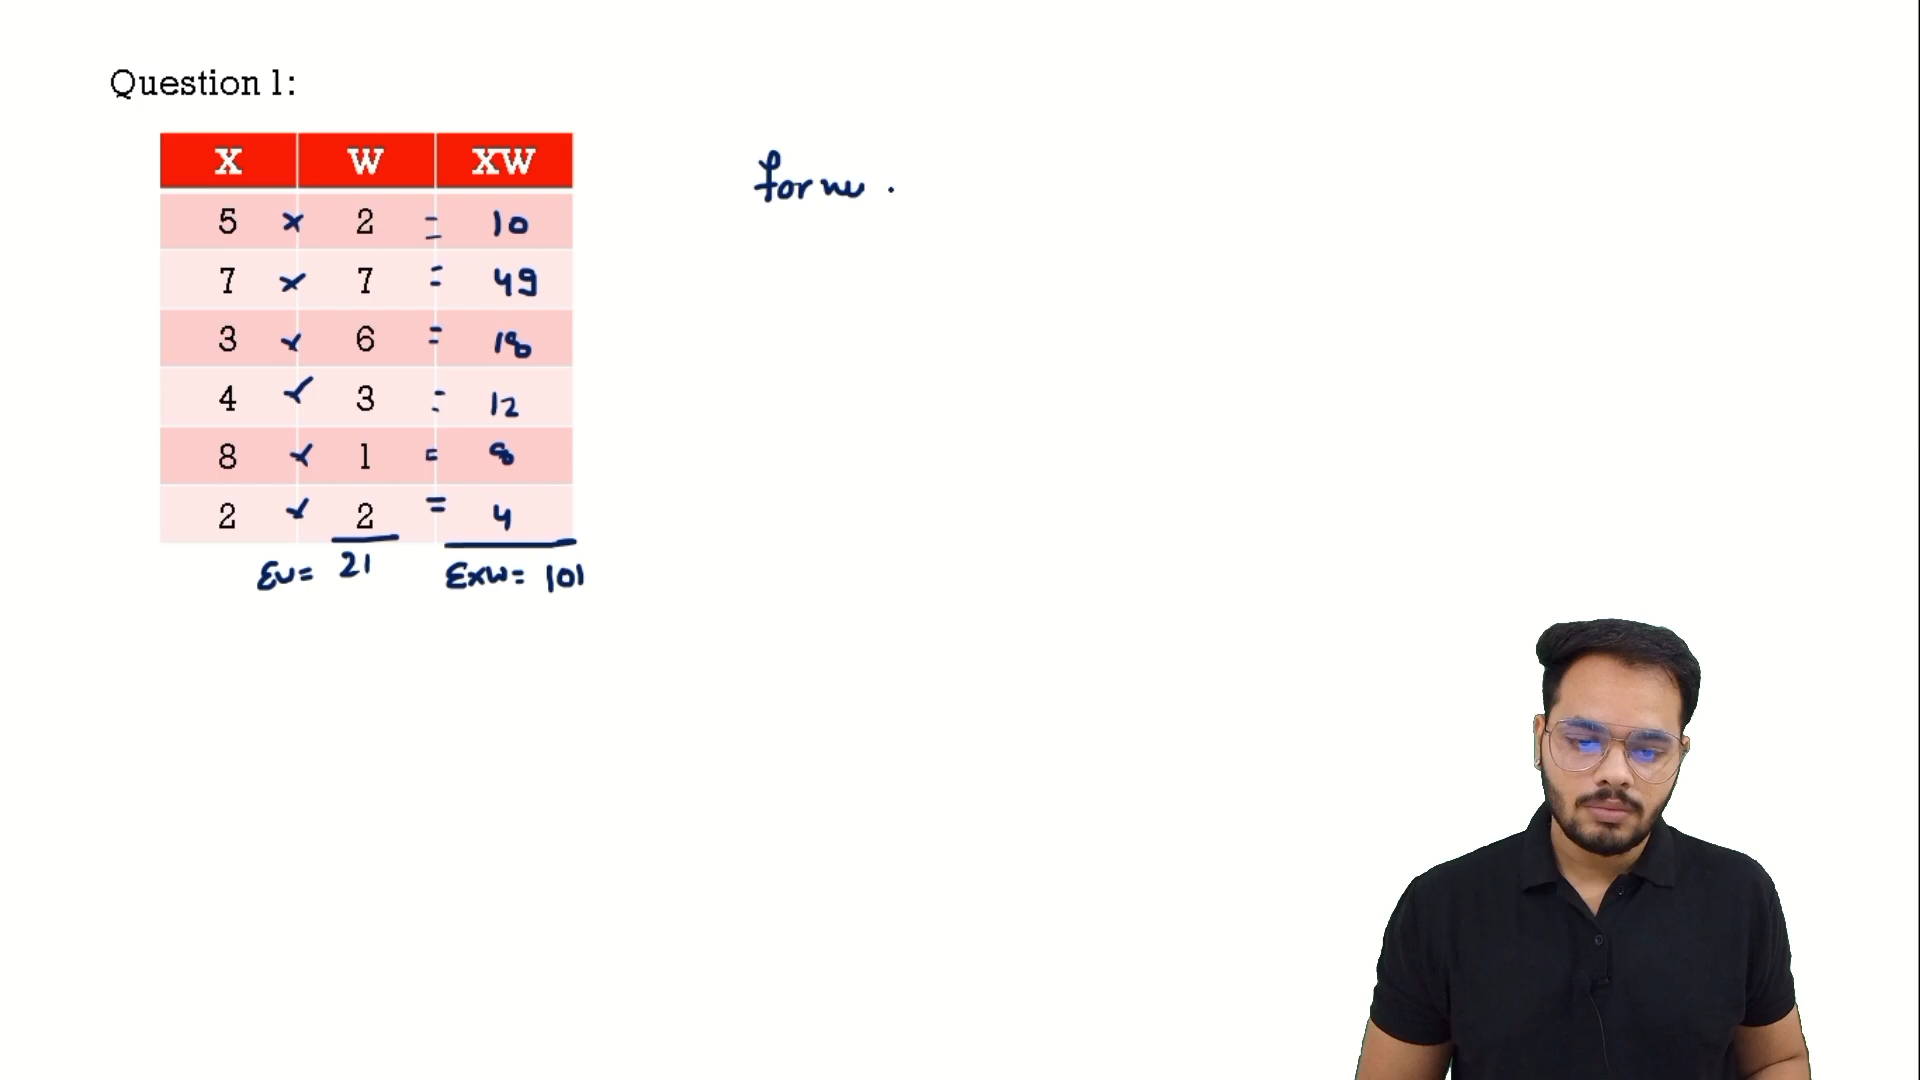 Question 1:
X W XW
5 × 2 = 10
7 × 7 = 49
3 × 6 = 18
4 × 3 = 12
8 × 1 = 8
2 × 2 = 4
Σw= 21 Σxw= 101